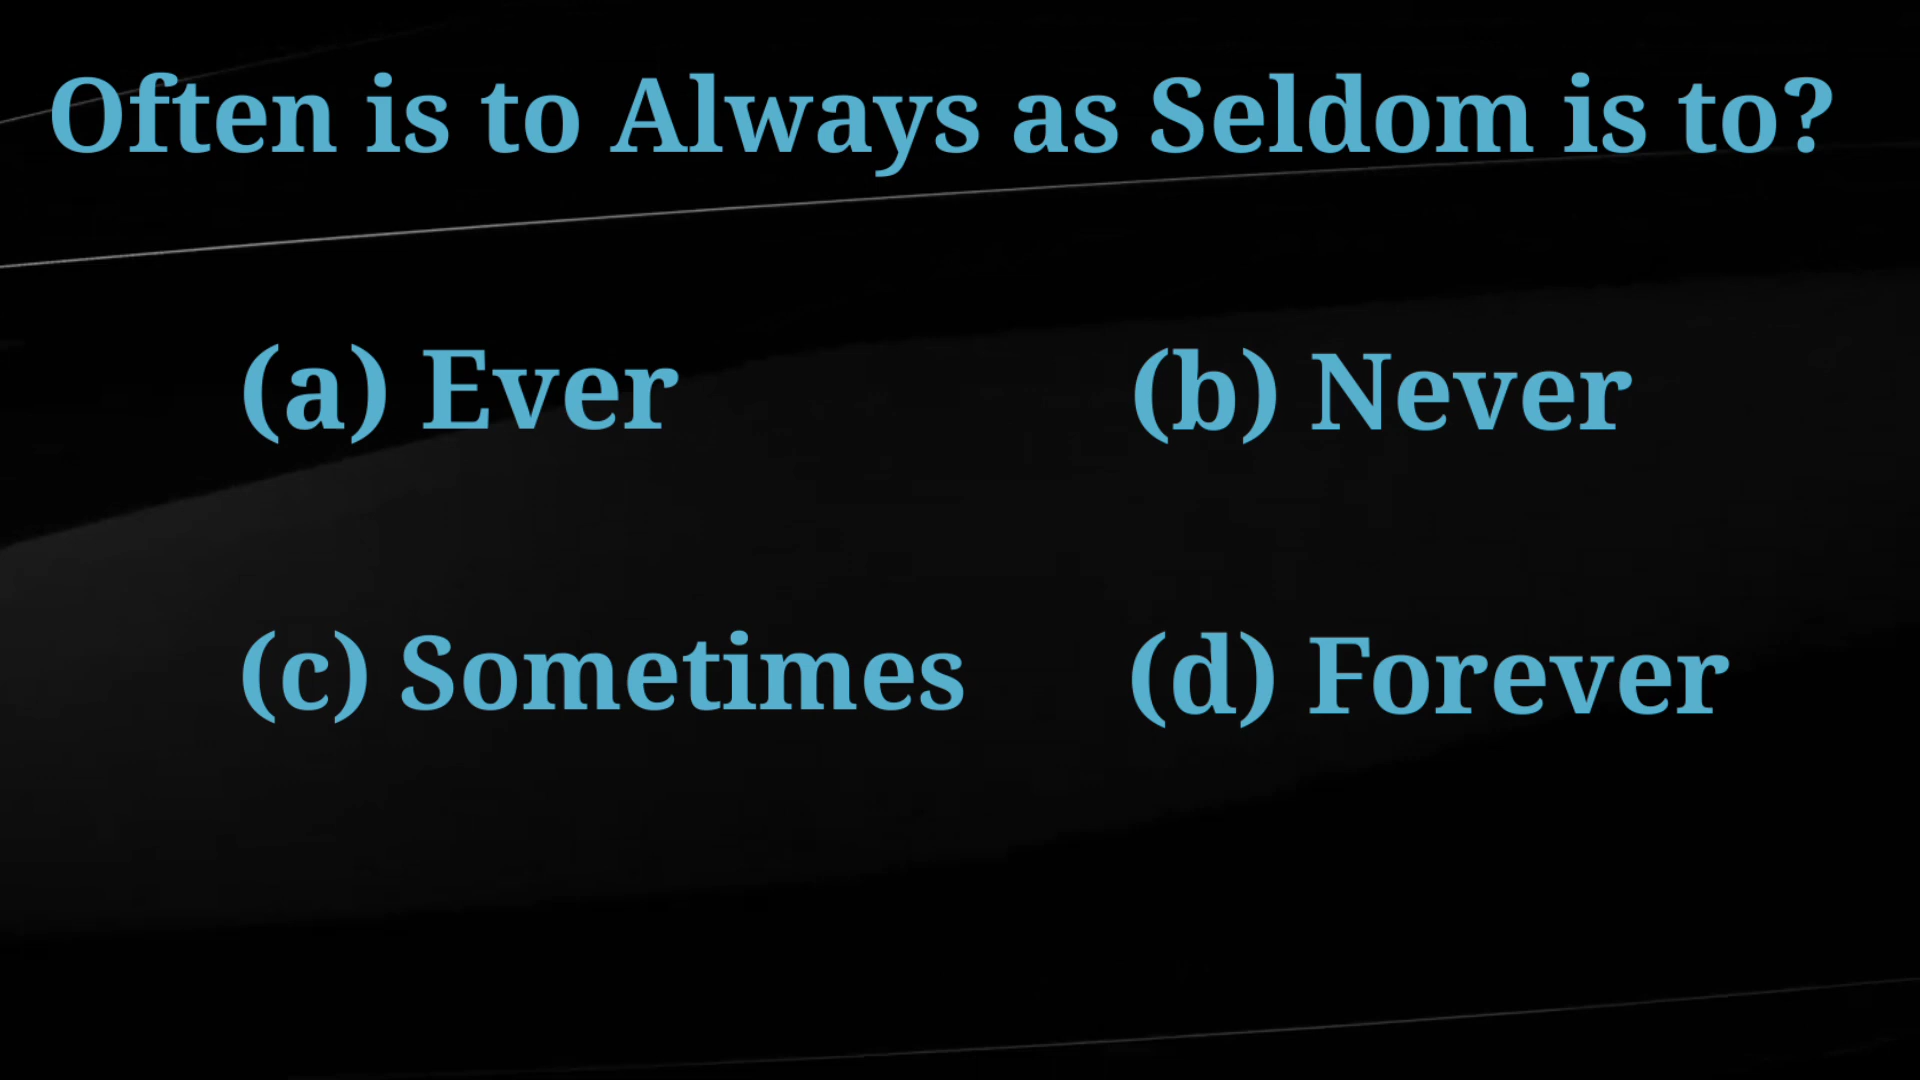 Often is to Always as Seldom is to?
(a) Ever
(b) Never
(c) Sometimes
(d) Forever